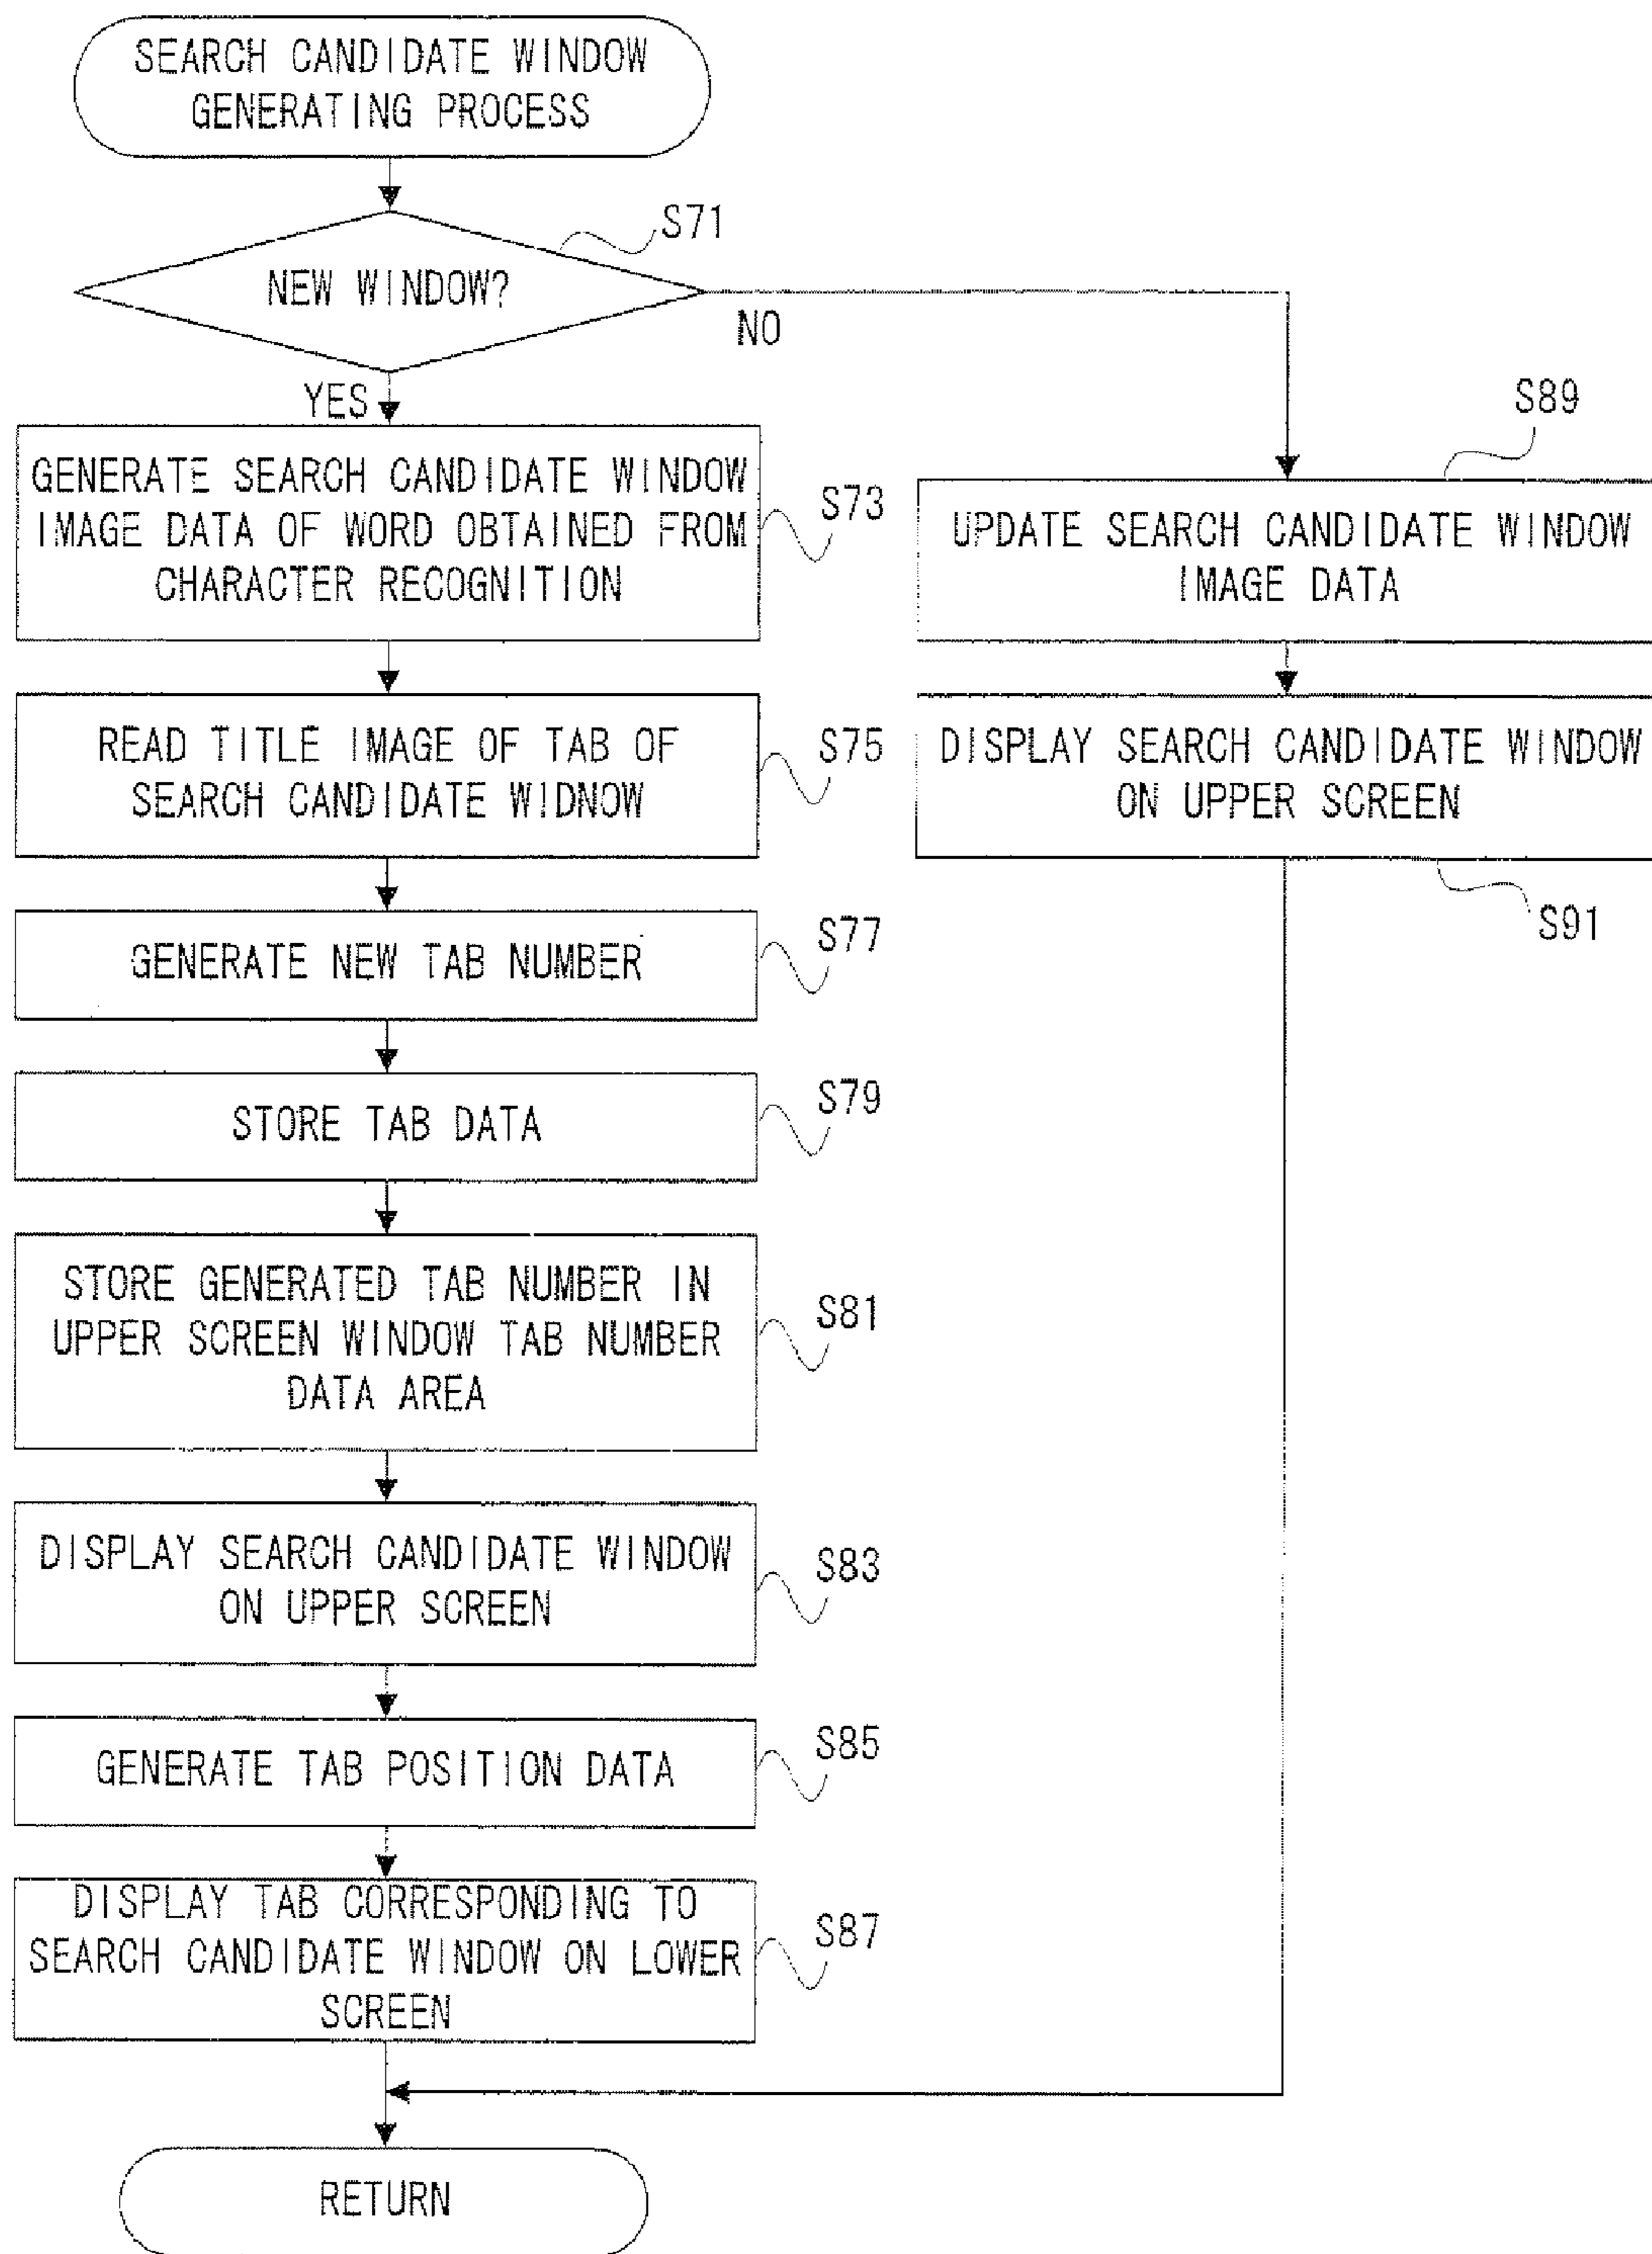 SEARCH CANDIDATE WINDOW
GENERATING PROCESS
S71
NEW WINDOW?
NO
YES
GENERATE SEARCH CANDIDATE WINDOW
IMAGE DATA OF WORD OBTAINED FROM
CHARACTER RECOGNITION
S73
READ TITLE IMAGE OF TAB OF
SEARCH CANDIDATE WIDNOW
S75
GENERATE NEW TAB NUMBER
S77
STORE TAB DATA
S79
STORE GENERATED TAB NUMBER IN
UPPER SCREEN WINDOW TAB NUMBER
DATA AREA
S81
DISPLAY SEARCH CANDIDATE WINDOW
ON UPPER SCREEN
S83
GENERATE TAB POSITION DATA
S85
DISPLAY TAB CORRESPONDING TO
SEARCH CANDIDATE WINDOW ON LOWER
SCREEN
S87
S89
UPDATE SEARCH CANDIDATE WINDOW
IMAGE DATA
DISPLAY SEARCH CANDIDATE WINDOW
ON UPPER SCREEN
S91
RETURN